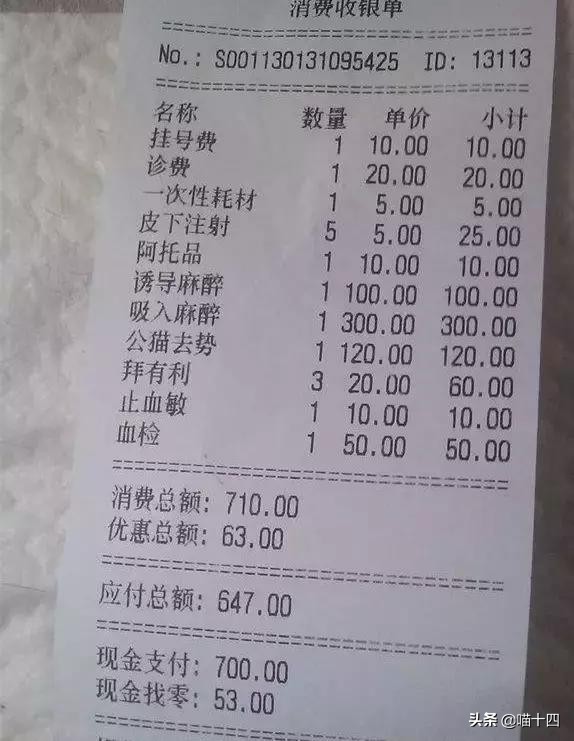 消费收银单
No.: S001130131095425 ID: 13113
名称 数量 单价 小计
挂号费 1 10.00 10.00
诊费 1 20.00 20.00
一次性耗材 1 5.00 5.00
皮下注射 5 5.00 25.00
阿托品 1 10.00 10.00
诱导麻醉 1 100.00 100.00
吸入麻醉 1 300.00 300.00
公猫去势 1 120.00 120.00
拜有利 3 20.00 60.00
止血敏 1 10.00 10.00
血检 1 50.00 50.00
消费总额: 710.00
优惠总额: 63.00
应付总额: 647.00
现金支付: 700.00
现金找零: 53.00
头条 @喵十四